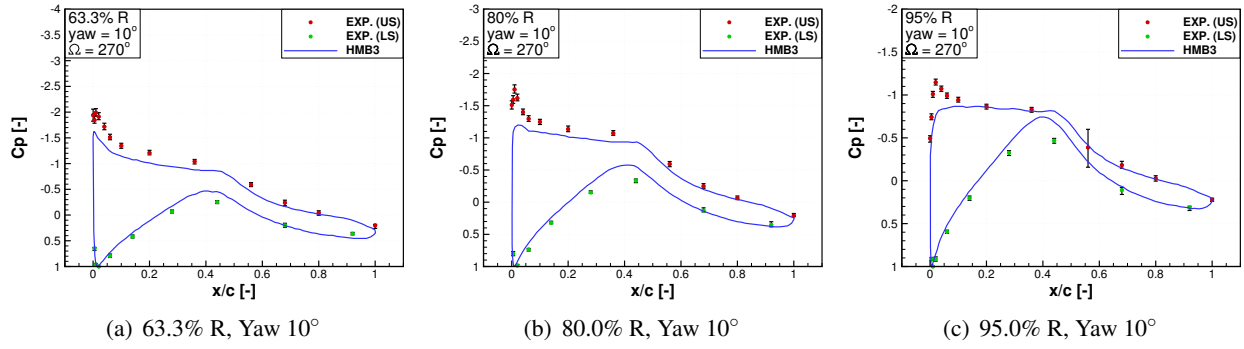 63.3% R
yaw = 10°
Ω = 270°
EXP. (US)
EXP. (LS)
HMB3
Cp [-]
-4
-3.5
-3
-2.5
-2
-1.5
-1
-0.5
0
0.5
1
0 0.2 0.4 0.6 0.8 1
x/c [-]
(a) 63.3% R, Yaw 10°
80% R
yaw = 10°
Ω = 270°
EXP. (US)
EXP. (LS)
HMB3
Cp [-]
-3
-2.5
-2
-1.5
-1
-0.5
0
0.5
1
0 0.2 0.4 0.6 0.8 1
x/c [-]
(b) 80.0% R, Yaw 10°
95% R
yaw = 10°
Ω = 270°
EXP. (US)
EXP. (LS)
HMB3
Cp [-]
-2
-1.5
-1
-0.5
0
0.5
1
0 0.2 0.4 0.6 0.8 1
x/c [-]
(c) 95.0% R, Yaw 10°